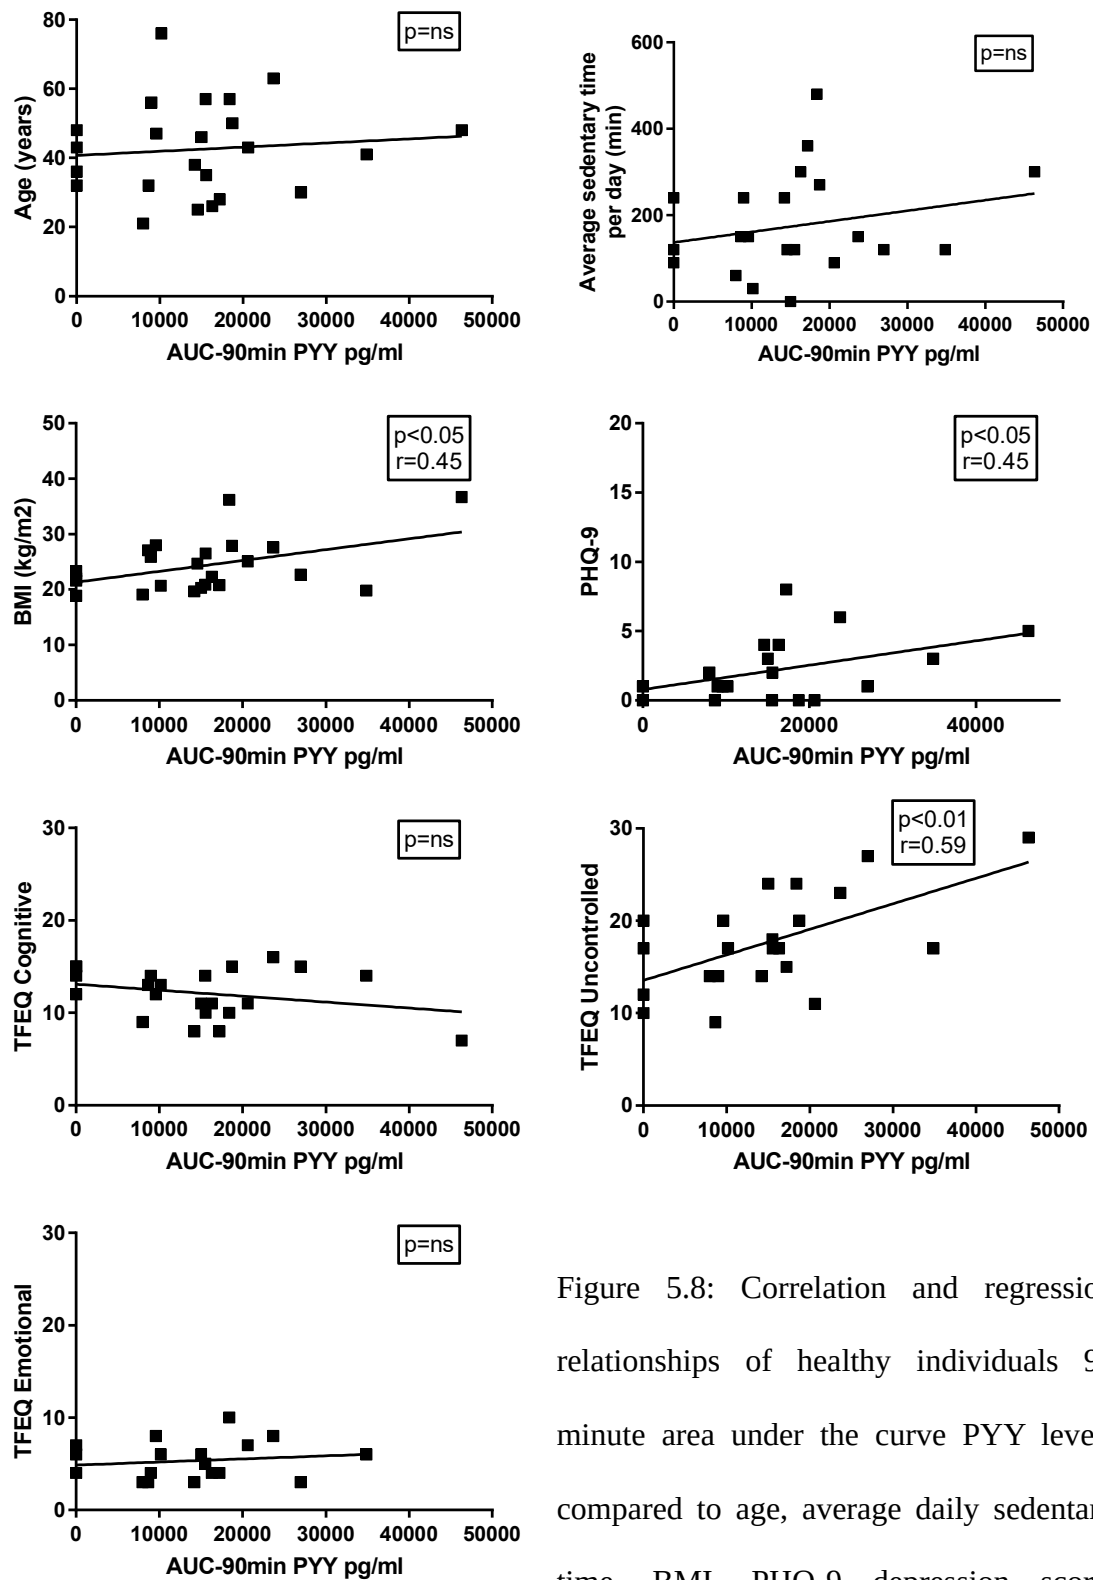 80
60
40
20
0
Age (years)
p=ns
0 10000 20000 30000 40000 50000
AUC-90min PYY pg/ml
600
400
200
0
Average sedentary time
per day (min)
p=ns
0 10000 20000 30000 40000 50000
AUC-90min PYY pg/ml
50
40
30
20
10
0
BMI (kg/m2)
p<0.05
r=0.45
0 10000 20000 30000 40000 50000
AUC-90min PYY pg/ml
20
15
10
5
0
PHQ-9
p<0.05
r=0.45
0 20000 40000
AUC-90min PYY pg/ml
30
20
10
0
TFEQ Cognitive
p=ns
0 10000 20000 30000 40000 50000
AUC-90min PYY pg/ml
30
20
10
0
TFEQ Uncontrolled
p<0.01
r=0.59
0 10000 20000 30000 40000 50000
AUC-90min PYY pg/ml
30
20
10
0
TFEQ Emotional
p=ns
0 10000 20000 30000 40000 50000
AUC-90min PYY pg/ml
Figure 5.8: Correlation and regressio
relationships of healthy individuals 9
minute area under the curve PYY leve
compared to age, average daily sedentar
time, BMI, PHQ-9 depression scor